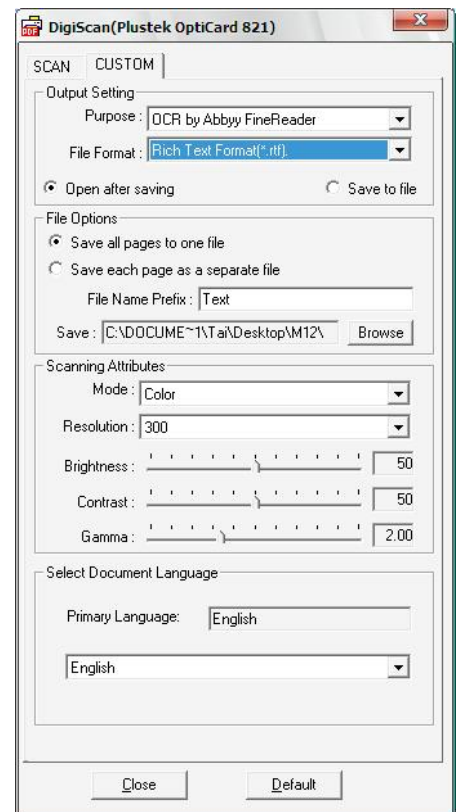 DigiScan(Plustek OptiCard 821)
SCAN CUSTOM
Output Setting
Purpose : OCR by Abbyy FineReader
File Format : Rich Text Format(*.rtf).
Open after saving Save to file
File Options
Save all pages to one file
Save each page as a separate file
File Name Prefix : Text
Save : C:\DOCUME~1\Tai\Desktop\M12\ Browse
Scanning Attributes
Mode : Color
Resolution : 300
Brightness : 50
Contrast : 50
Gamma : 2.00
Select Document Language
Primary Language: English
English
Close Default